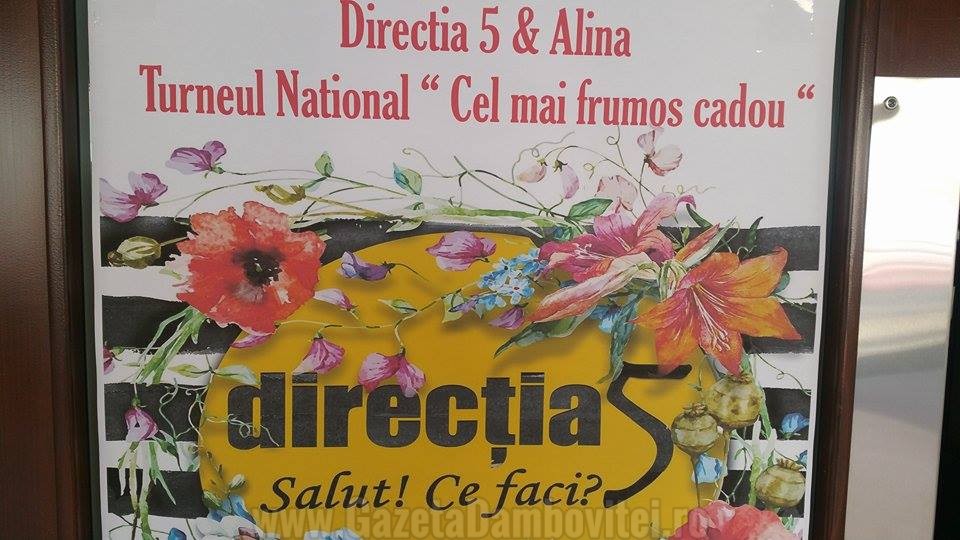 Directia 5 & Alina
Turneul National “ Cel mai frumos cadou “
direcția 5
Salut! Ce faci?
www.GazetaDambovitei.ro